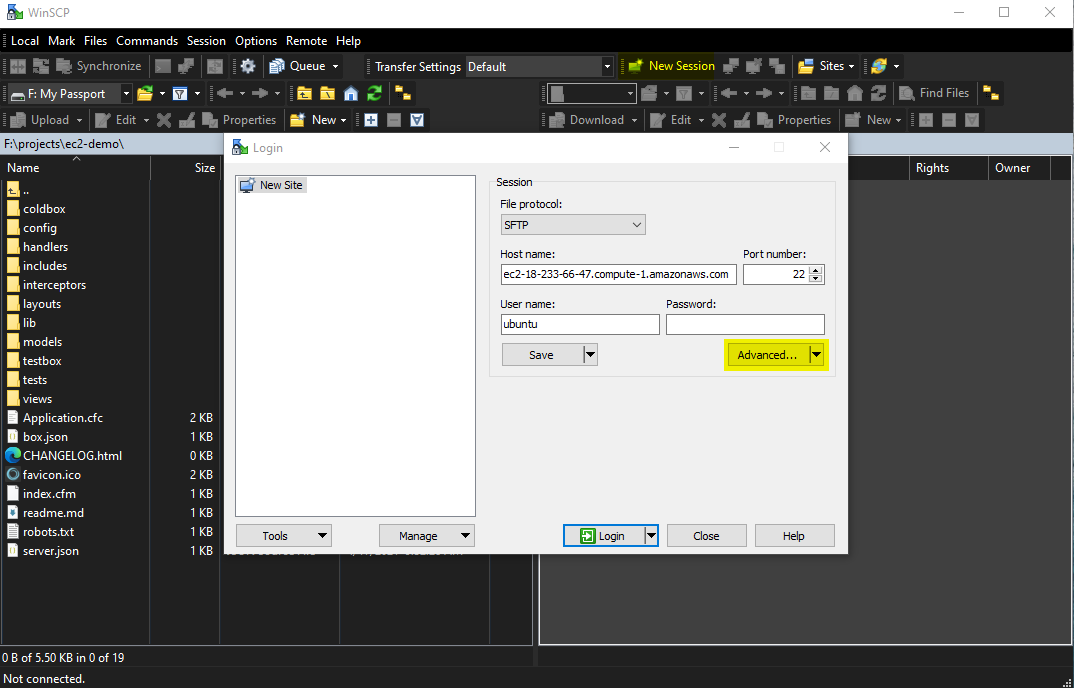 WinSCP
Local Mark Files Commands Session Options Remote Help
Synchronize Queue Transfer Settings Default New Session Sites
F: My Passport Find Files
Upload Edit Properties New Download Edit Properties New
F:\projects\ec2-demo\
Name Size Rights Owner
..
coldbox
config
handlers
includes
interceptors
layouts
lib
models
testbox
tests
views
Application.cfc 2 KB
box.json 1 KB
CHANGELOG.html 0 KB
favicon.ico 2 KB
index.cfm 1 KB
readme.md 1 KB
robots.txt 1 KB
server.json 1 KB
Login
New Site
Session
File protocol:
SFTP
Host name: Port number:
ec2-18-233-66-47.compute-1.amazonaws.com 22
User name: Password:
ubuntu
Save Advanced...
Tools Manage Login Close Help
0 B of 5.50 KB in 0 of 19
Not connected.